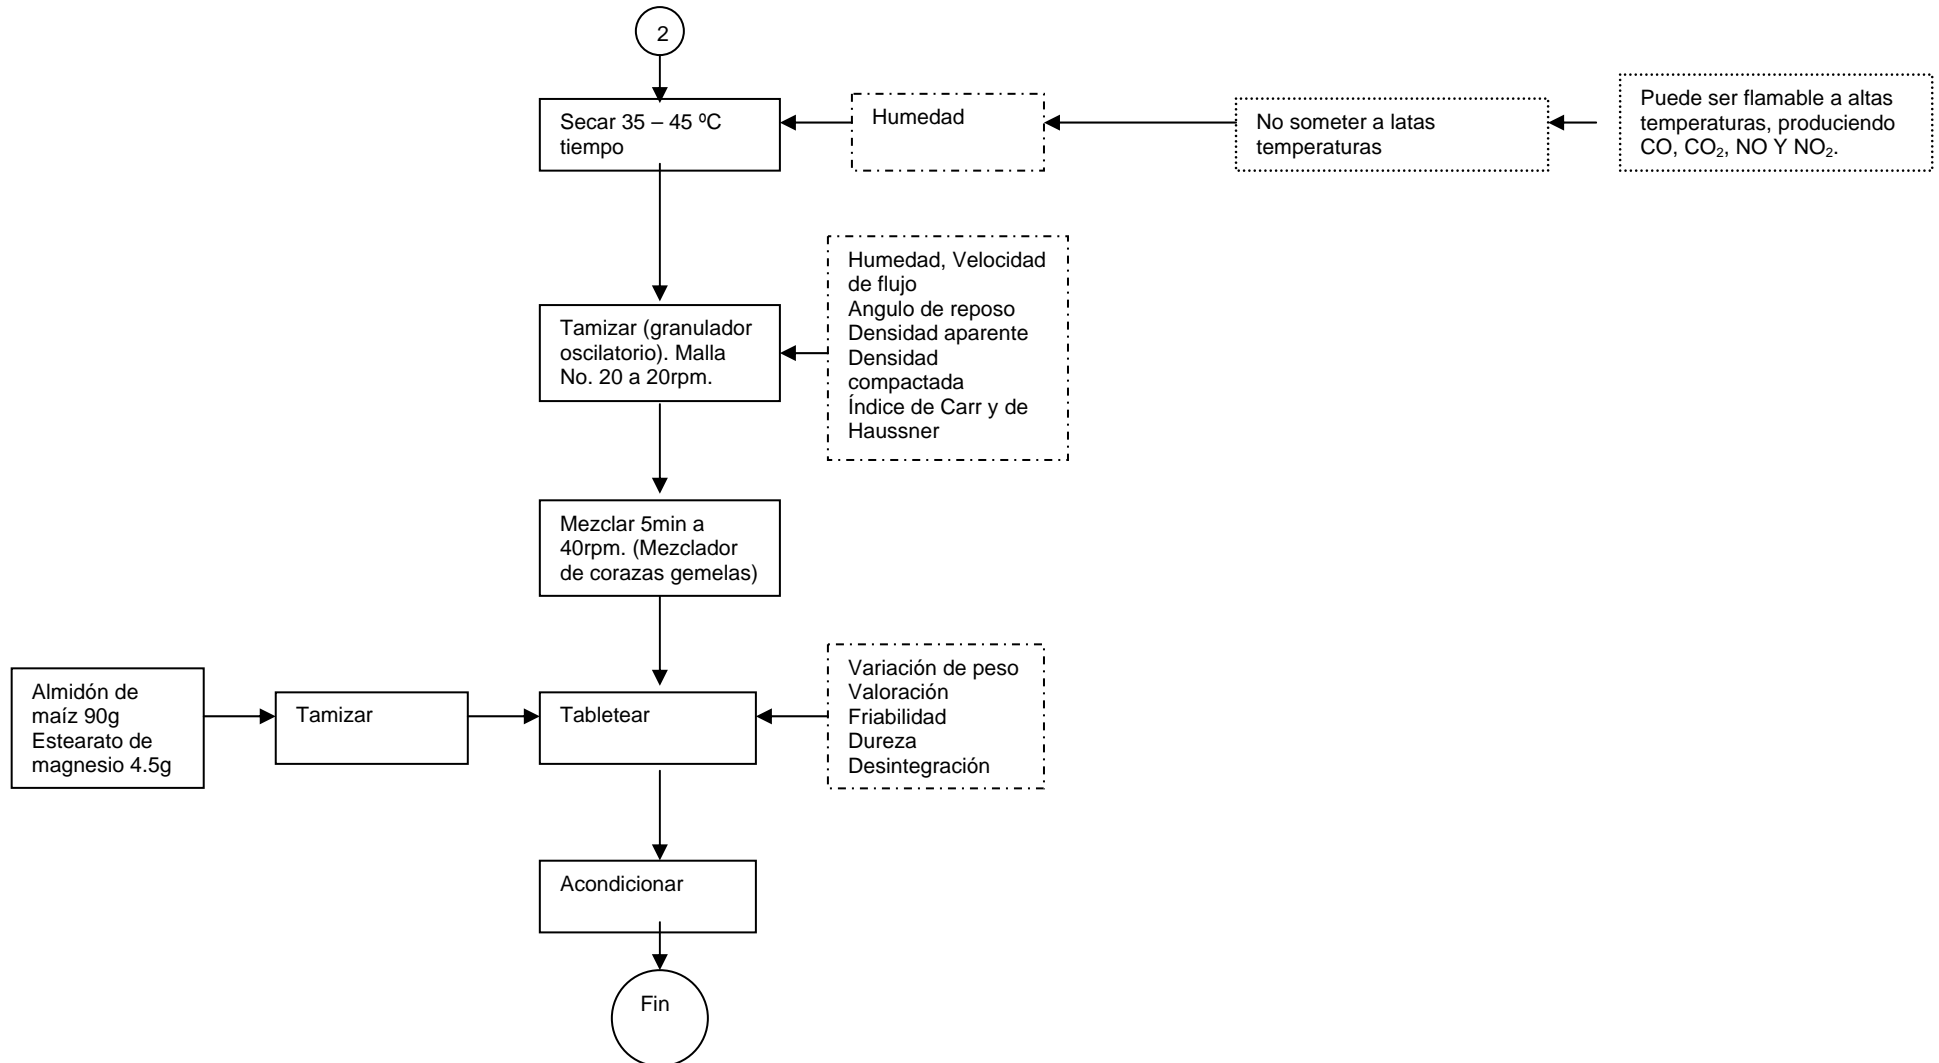 2
Secar 35 – 45 ºC
tiempo
Humedad
No someter a latas
temperaturas
Puede ser flamable a altas
temperaturas, produciendo
CO, CO₂, NO Y NO₂.
Humedad, Velocidad
de flujo
Angulo de reposo
Densidad aparente
Densidad
compactada
Índice de Carr y de
Haussner
Tamizar (granulador
oscilatorio). Malla
No. 20 a 20rpm.
Mezclar 5min a
40rpm. (Mezclador
de corazas gemelas)
Almidón de
maíz 90g
Estearato de
magnesio 4.5g
Tamizar
Tabletear
Variación de peso
Valoración
Friabilidad
Dureza
Desintegración
Acondicionar
Fin